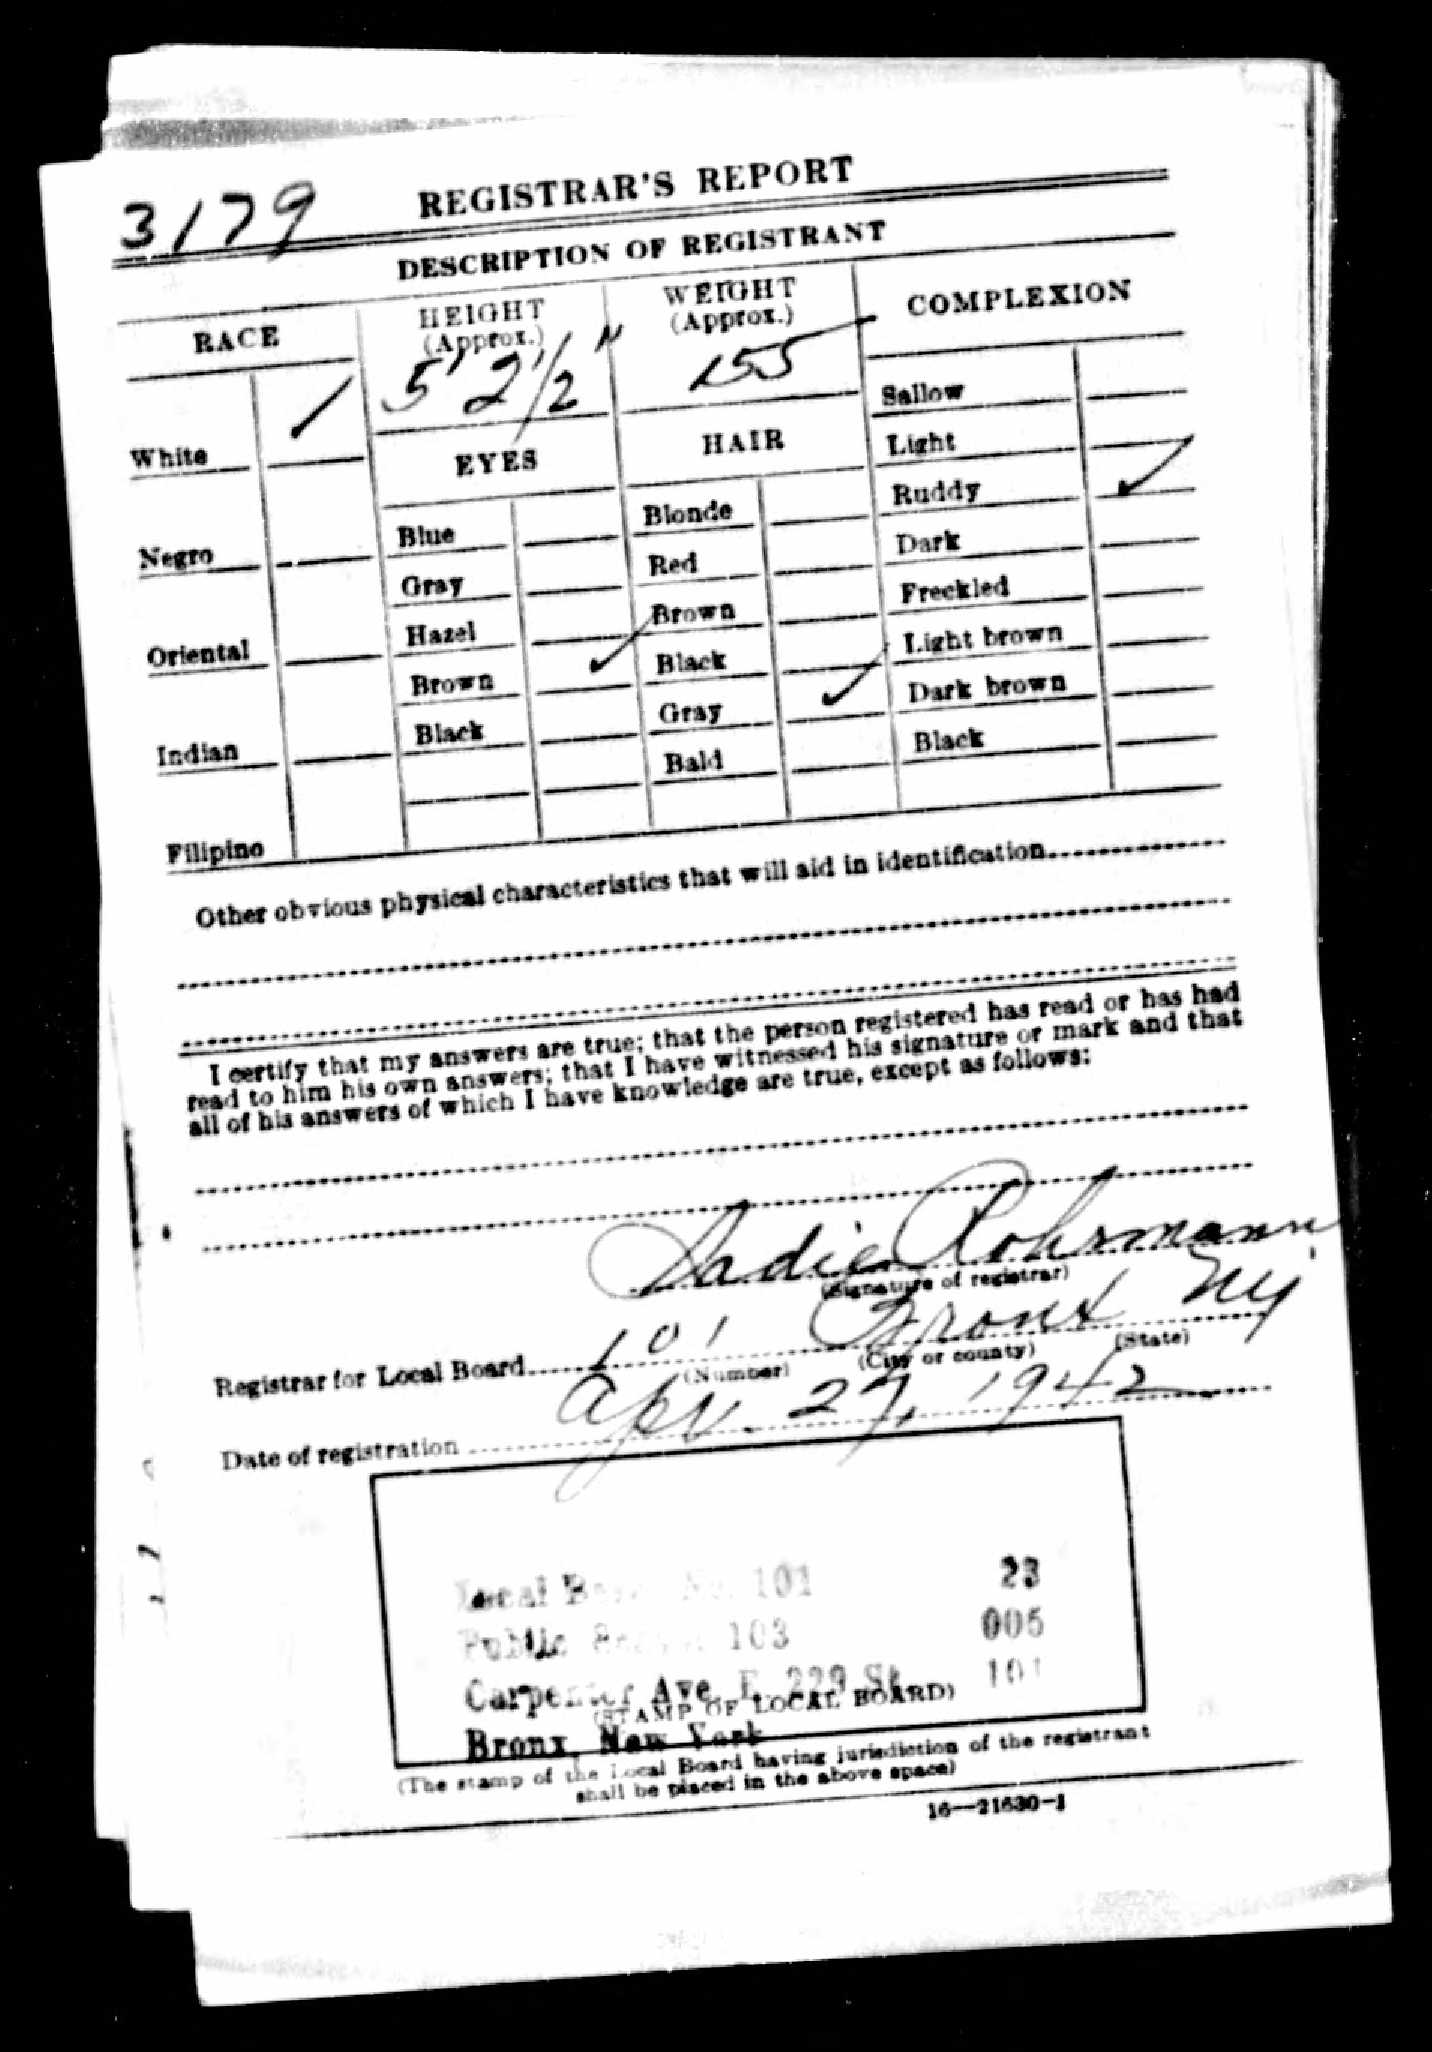 3179 REGISTRAR'S REPORT
DESCRIPTION OF REGISTRANT
RACE
HEIGHT
(Approx.)
5' 2 1/2"
WEIGHT
(Approx.)
155
COMPLEXION
White
Negro
Oriental
Indian
Filipino
EYES
Blue
Gray
Hazel
Brown
Black
HAIR
Blonde
Red
Brown
Black
Gray
Bald
Sallow
Light
Ruddy
Dark
Freckled
Light brown
Dark brown
Black
Other obvious physical characteristics that will aid in identification
I certify that my answers are true; that the person registered has read or has had
read to him his own answers; that I have witnessed his signature or mark and that
all of his answers of which I have knowledge are true, except as follows:
Sadie Rohrmann
(Signature of registrar)
Registrar for Local Board 101 Bronx NY
(Number) (City or county) (State)
Date of registration Apr. 27, 1942
Local No. 101 23
Public 103 005
Carpenter Ave E. 229 St. 101
(STAMP OF LOCAL BOARD)
Bronx, New York
(The stamp of the Local Board having jurisdiction of the registrant
shall be placed in the above space)
16—21630-1